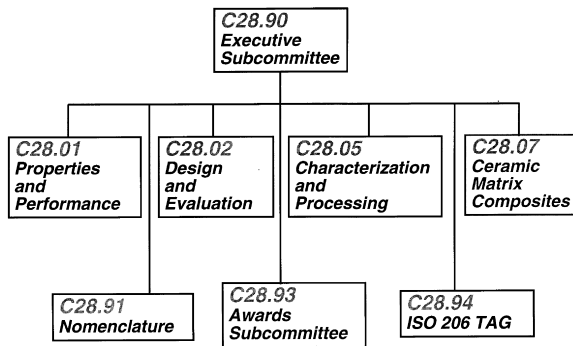 C28.90
Executive
Subcommittee
C28.01
Properties
and
Performance
C28.02
Design
and
Evaluation
C28.05
Characterization
and
Processing
C28.07
Ceramic
Matrix
Composites
C28.91
Nomenclature
C28.93
Awards
Subcommittee
C28.94
ISO 206 TAG